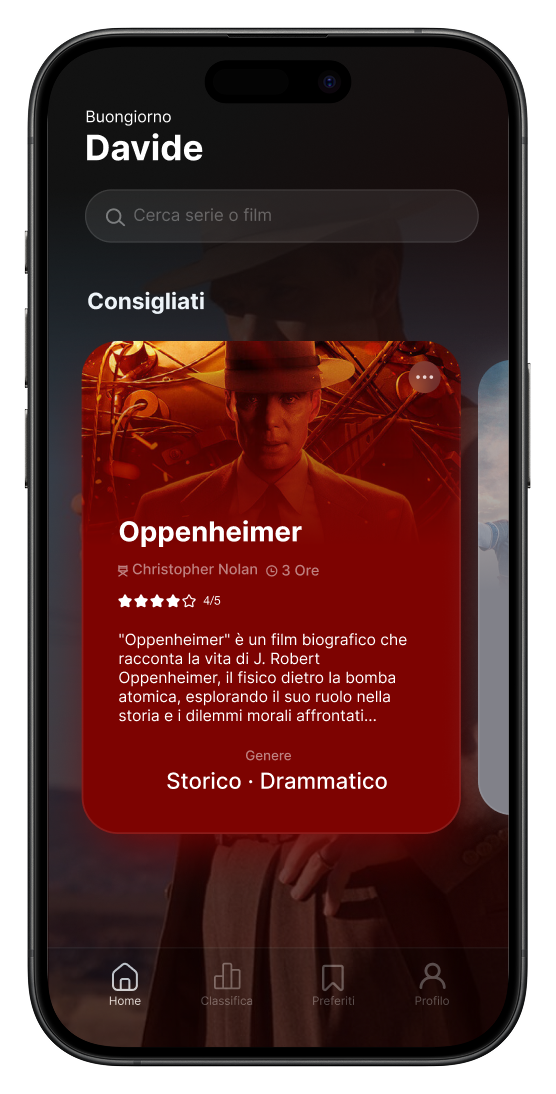 Buongiorno
Davide
Cerca serie o film
Consigliati
Oppenheimer
Christopher Nolan 3 Ore
4/5
"Oppenheimer" è un film biografico che
racconta la vita di J. Robert
Oppenheimer, il fisico dietro la bomba
atomica, esplorando il suo ruolo nella
storia e i dilemmi morali affrontati...
Genere
Storico · Drammatico
Home Classifica Preferiti Profilo